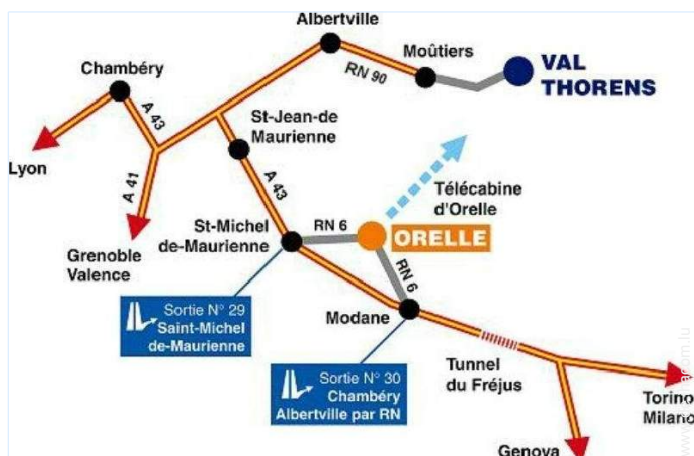 Albertville
Moûtiers
RN 90
VAL
THORENS
Chambéry
A 43
St-Jean-de
Maurienne
Lyon
A 41
A 43
Télécabine
d'Orelle
St-Michel
de-Maurienne
RN 6
ORELLE
Grenoble
Valence
RN 6
Sortie N° 29
Saint-Michel
de-Maurienne
Modane
Sortie N° 30
Chambéry
Albertville par RN
Tunnel
du Fréjus
Torino
Milano
Genova